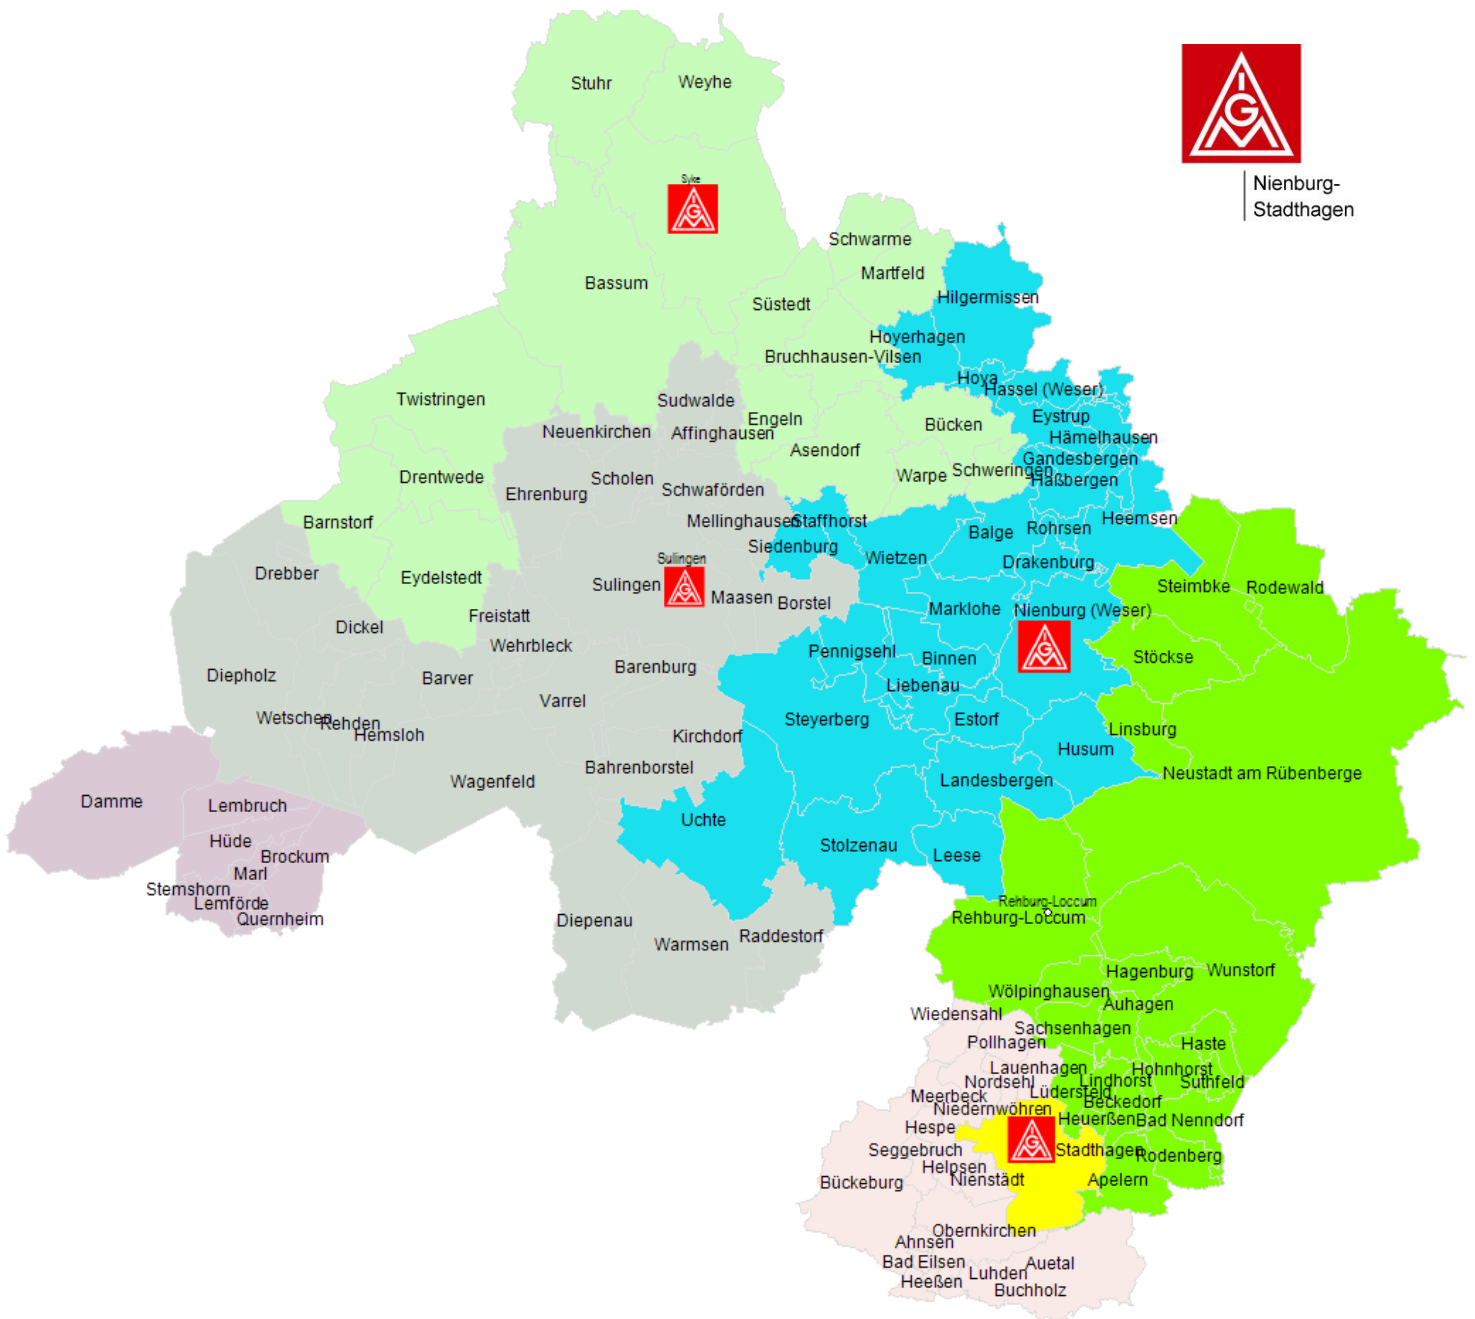 IGM
Nienburg-
Stadthagen
Stuhr
Weyhe
Syke
IGM
Bassum
Schwarme
Martfeld
Süstedt
Hilgermissen
Hoyerhagen
Bruchhausen-Vilsen
Hoya
Hassel (Weser)
Twistringen
Sudwalde
Engeln
Eystrup
Neuenkirchen
Affinghausen
Bücken
Hämelhausen
Asendorf
Gandesbergen
Drentwede
Scholen
Warpe
Schweringen
Haßbergen
Ehrenburg
Schwaförden
Barnstorf
Mellinghausen
Staffhorst
Heemsen
Balge
Rohrsen
Siedenburg
Wietzen
Sulingen
Drakenburg
Drebber
Eydelstedt
Sulingen
IGM
Steimbke
Rodewald
Maasen
Borstel
Marklohe
Nienburg (Weser)
IGM
Freistatt
Dickel
Wehrbleck
Pennigsehl
Binnen
Stöckse
Diepholz
Barver
Barenburg
Liebenau
Varrel
Wetschen
Rehden
Hemsloh
Steyerberg
Estorf
Linsburg
Kirchdorf
Husum
Bahrenborstel
Wagenfeld
Landesbergen
Neustadt am Rübenberge
Damme
Lembruch
Uchte
Hüde
Brockum
Stolzenau
Leese
Marl
Stemshorn
Lemförde
Quernheim
Diepenau
Warmsen
Raddestorf
Rehburg-Loccum
Rehburg-Loccum
Hagenburg
Wunstorf
Wölpinghausen
Auhagen
Wiedensahl
Sachsenhagen
Pollhagen
Haste
Lauenhagen
Hohnhorst
Nordsehl
Lindhorst
Suthfeld
Meerbeck
Lüdersfeld
Beckedorf
Niedernwöhren
Heuerßen
Bad Nenndorf
Hespe
IGM
Seggebruch
Stadthagen
Rodenberg
Helpsen
Bückeburg
Nienstädt
Apelern
Obernkirchen
Ahnsen
Bad Eilsen
Auetal
Heeßen
Luhden
Buchholz